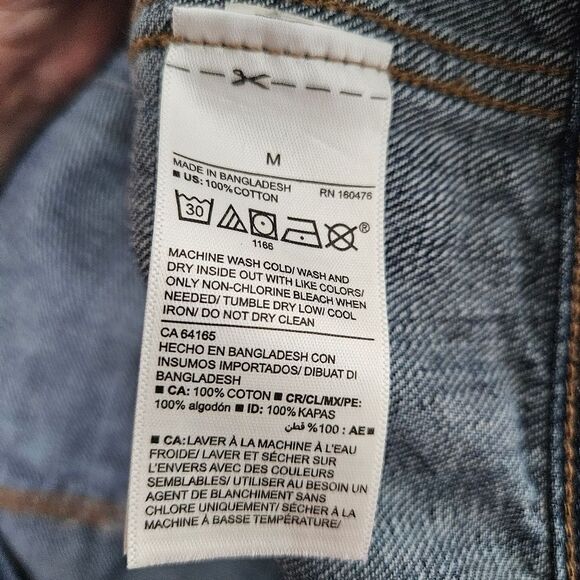 M
MADE IN BANGLADESH RN 160476
■ US: 100% COTTON
30
®
1166
MACHINE WASH COLD/ WASH AND
DRY INSIDE OUT WITH LIKE COLORS/
ONLY NON-CHLORINE BLEACH WHEN
NEEDED/ TUMBLE DRY LOW/ COOL
IRON/ DO NOT DRY CLEAN
CA 64165
HECHO EN BANGLADESH CON
INSUMOS IMPORTADOS/ DIBUAT DI
BANGLADESH
■ CA: 100% COTON ■ CR/CL/MX/PE:
100% algodón ■ ID: 100% KAPAS
■ AE: 100% قطن
■ CA: LAVER À LA MACHINE À L'EAU
FROIDE/ LAVER ET SÉCHER SUR
L'ENVERS AVEC DES COULEURS
SEMBLABLES/ UTILISER AU BESOIN UN
AGENT DE BLANCHIMENT SANS
CHLORE UNIQUEMENT/ SÉCHER À LA
MACHINE À BASSE TEMPÉRATURE/